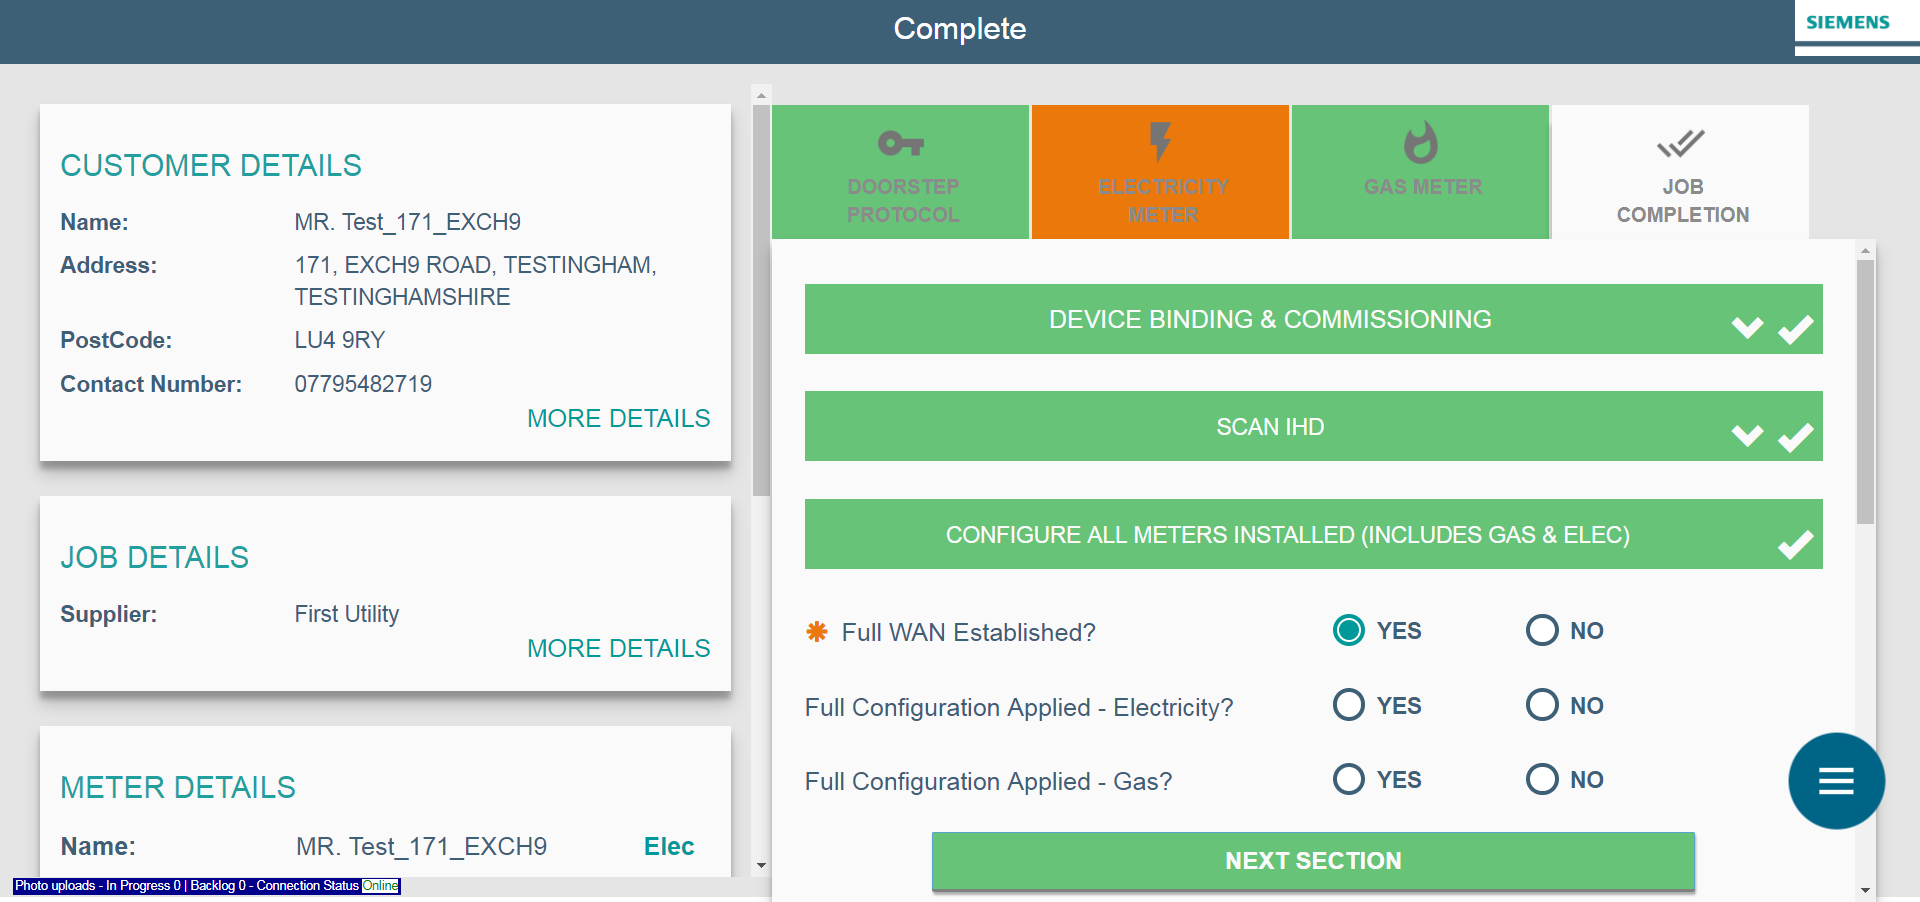 Complete
SIEMENS
CUSTOMER DETAILS
Name: MR. Test_171_EXCH9
Address: 171, EXCH9 ROAD, TESTINGHAM,
TESTINGHAMSHIRE
PostCode: LU4 9RY
Contact Number: 07795482719
MORE DETAILS
JOB DETAILS
Supplier: First Utility
MORE DETAILS
METER DETAILS
Name: MR. Test_171_EXCH9 Elec
Photo uploads - In Progress 0 | Backlog 0 - Connection Status Online
DOORSTEP
PROTOCOL
ELECTRICITY
METER
GAS METER
JOB
COMPLETION
DEVICE BINDING & COMMISSIONING
SCAN IHD
CONFIGURE ALL METERS INSTALLED (INCLUDES GAS & ELEC)
Full WAN Established? YES NO
Full Configuration Applied - Electricity? YES NO
Full Configuration Applied - Gas? YES NO
NEXT SECTION